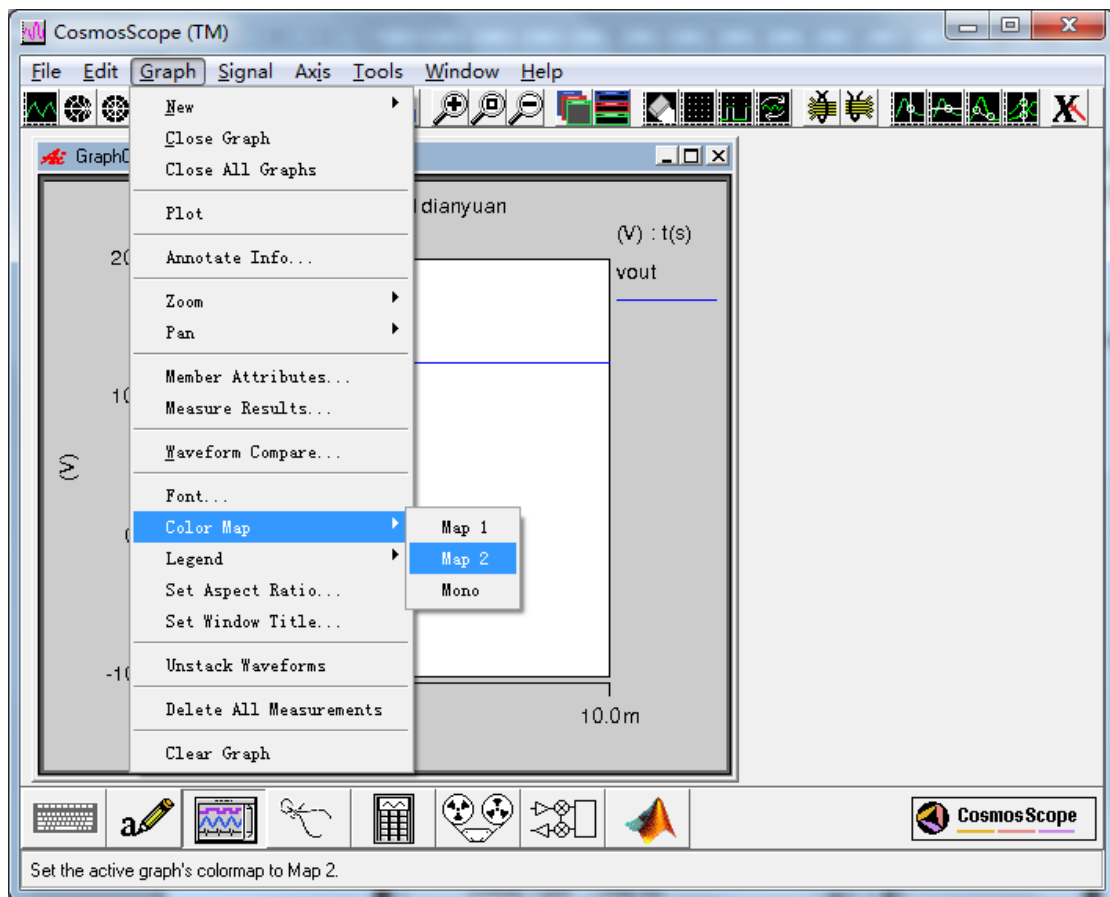 CosmosScope (TM)
File Edit Graph Signal Axis Tools Window Help
New
Close Graph
Close All Graphs
Plot
Annotate Info...
Zoom
Pan
Member Attributes...
Measure Results...
Waveform Compare...
Font...
Color Map
Legend
Set Aspect Ratio...
Set Window Title...
Unstack Waveforms
Delete All Measurements
Clear Graph
Map 1
Map 2
Mono
dianyuan
(V) : t(s)
vout
(V)
10.0m
a
CosmosScope
Set the active graph's colormap to Map 2.